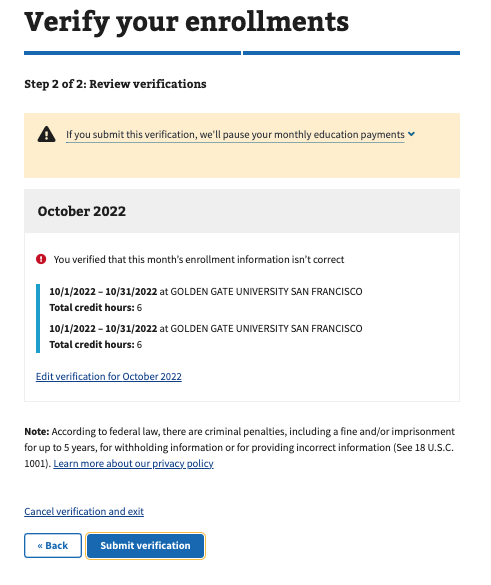 Verify your enrollments
Step 2 of 2: Review verifications
If you submit this verification, we'll pause your monthly education payments
October 2022
You verified that this month's enrollment information isn't correct
10/1/2022 – 10/31/2022 at GOLDEN GATE UNIVERSITY SAN FRANCISCO
Total credit hours: 6
10/1/2022 – 10/31/2022 at GOLDEN GATE UNIVERSITY SAN FRANCISCO
Total credit hours: 6
Edit verification for October 2022
Note: According to federal law, there are criminal penalties, including a fine and/or imprisonment
for up to 5 years, for withholding information or for providing incorrect information (See 18 U.S.C.
1001). Learn more about our privacy policy
Cancel verification and exit
« Back
Submit verification